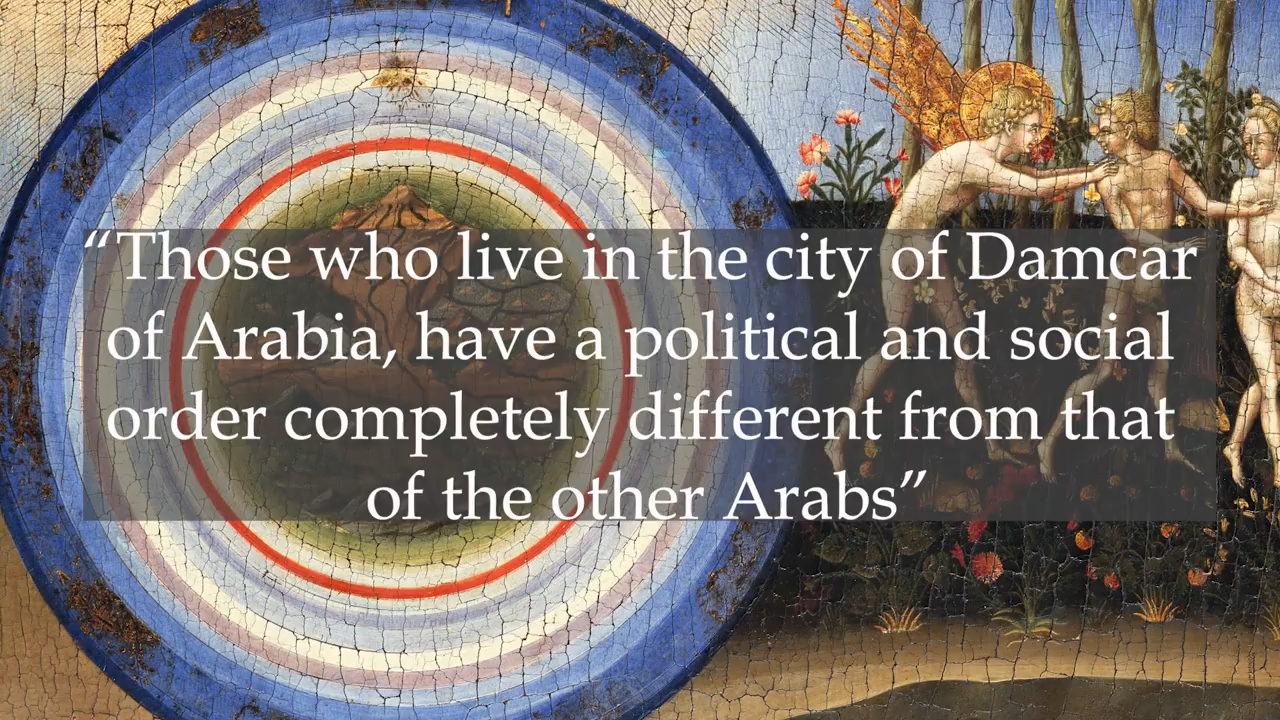 “Those who live in the city of Damcar
of Arabia, have a political and social
order completely different from that
of the other Arabs”